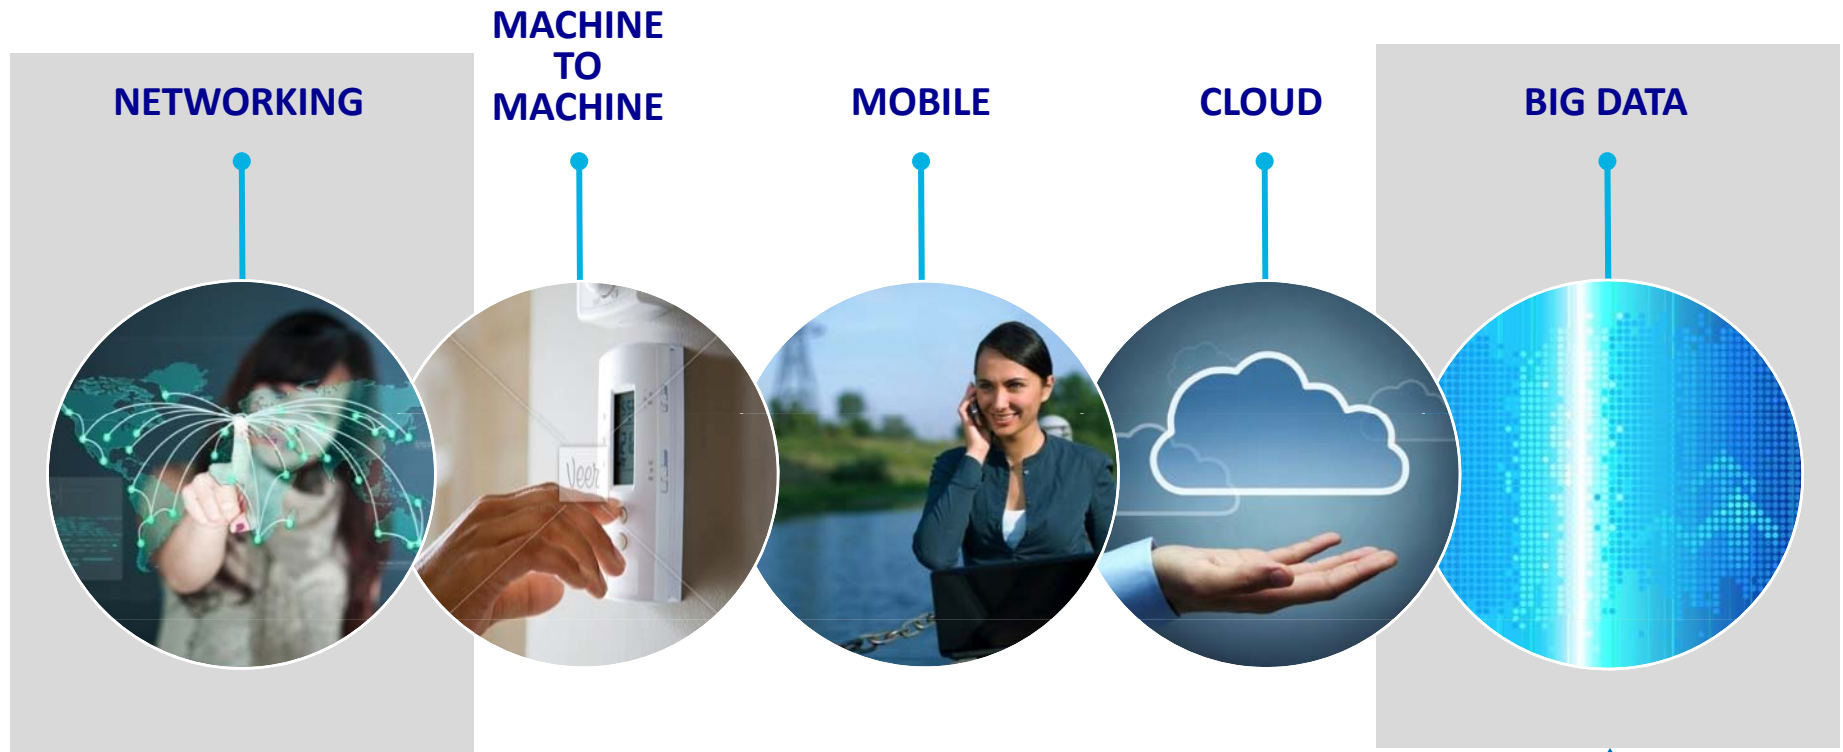 NETWORKING
MACHINE
TO
MACHINE
MOBILE
CLOUD
BIG DATA
Veer